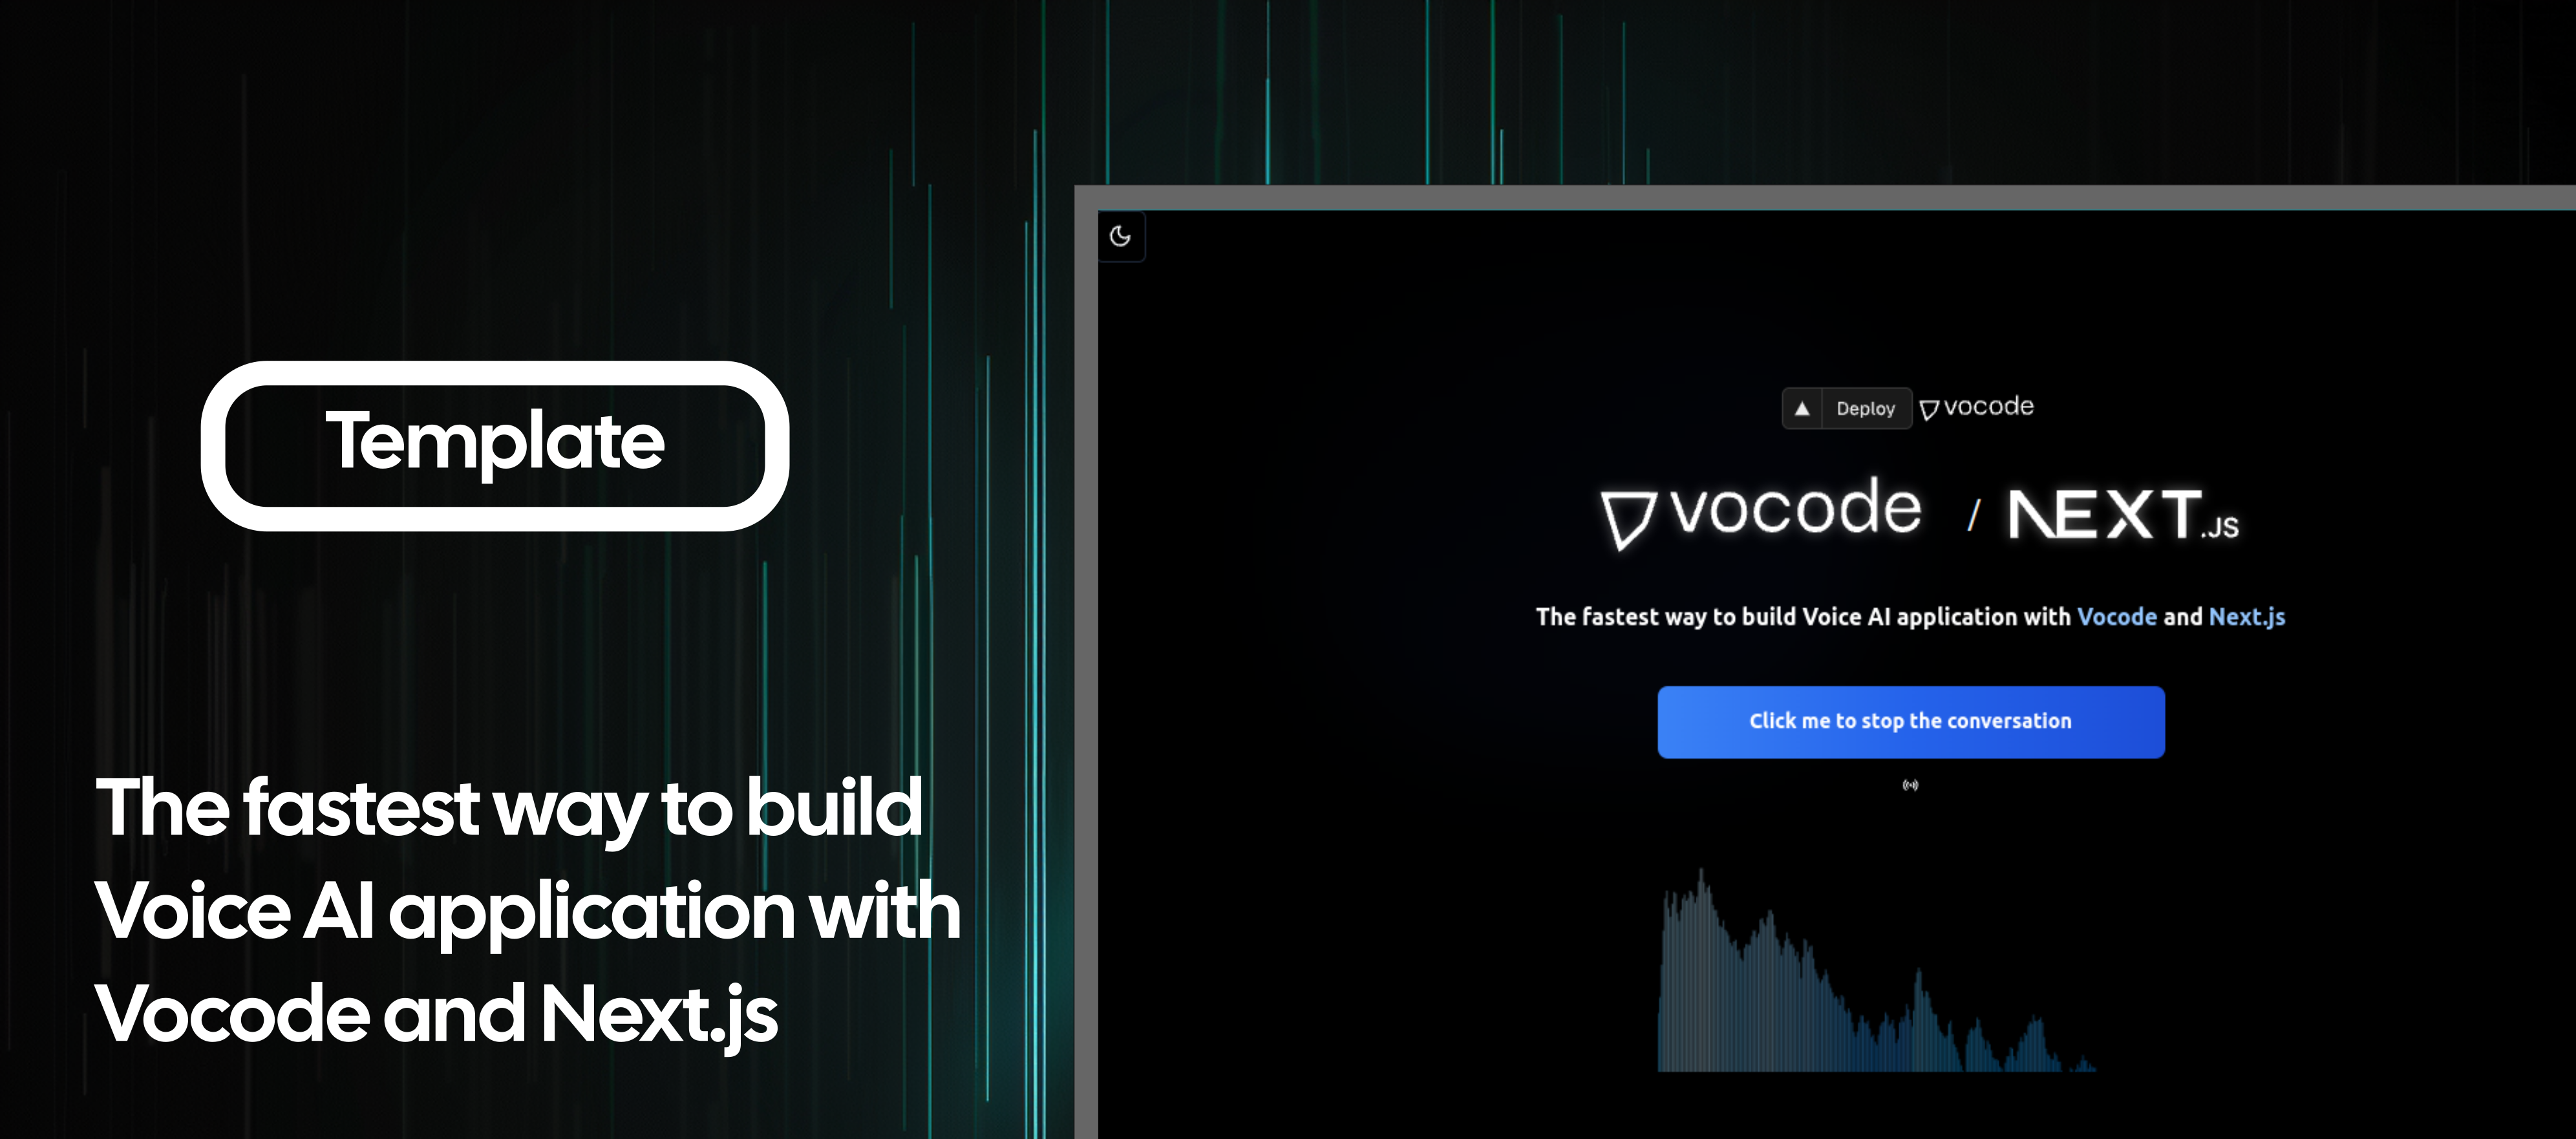 Template
The fastest way to build
Voice AI application with
Vocode and Next.js
Deploy vocode
vocode / NEXT.JS
The fastest way to build Voice AI application with Vocode and Next.js
Click me to stop the conversation